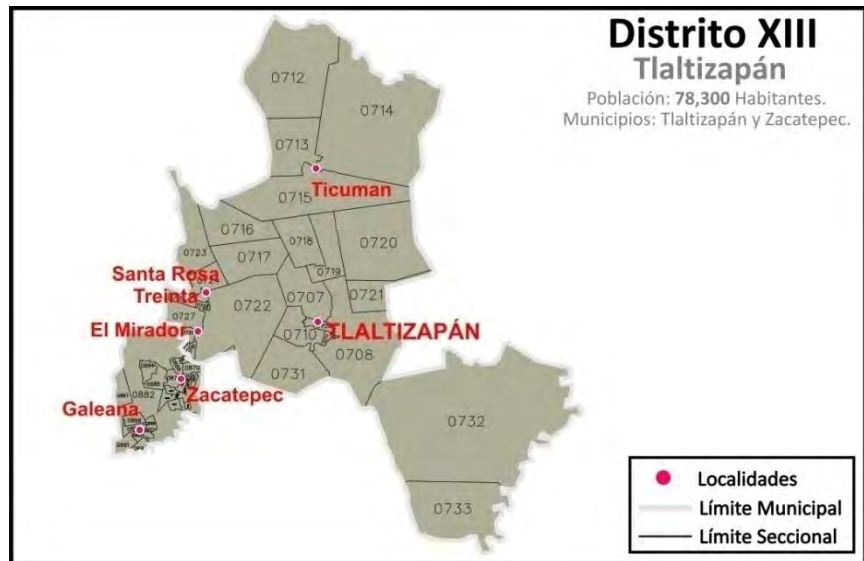 Distrito XIII
Tlaltizapán
Población: 78,300 Habitantes.
Municipios: Tlaltizapán y Zacatepec.
0712
0714
0713
Ticuman
0715
0716
0718
0720
0723
0717
0719
Santa Rosa
Treinta
0722
0707
0721
0727
El Mirador
0710
TLALTIZAPÁN
0708
0731
0882
Zacatepec
Galeana
0732
0733
Localidades
Límite Municipal
Límite Seccional